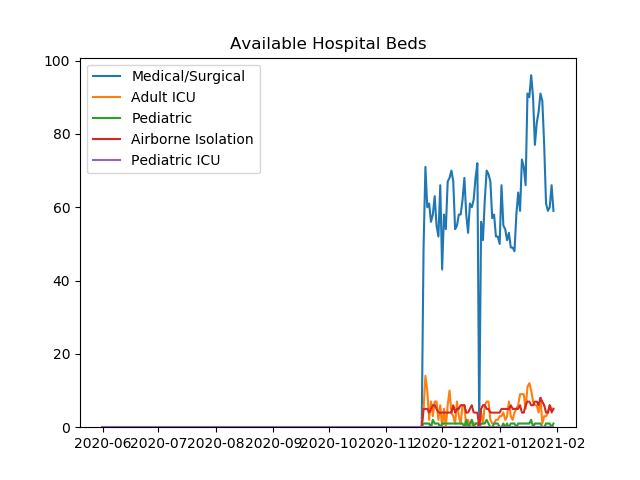 Available Hospital Beds
100
80
60
40
20
0
Medical/Surgical
Adult ICU
Pediatric
Airborne Isolation
Pediatric ICU
2020-06 2020-07 2020-08 2020-09 2020-10 2020-11 2020-12 2021-01 2021-02